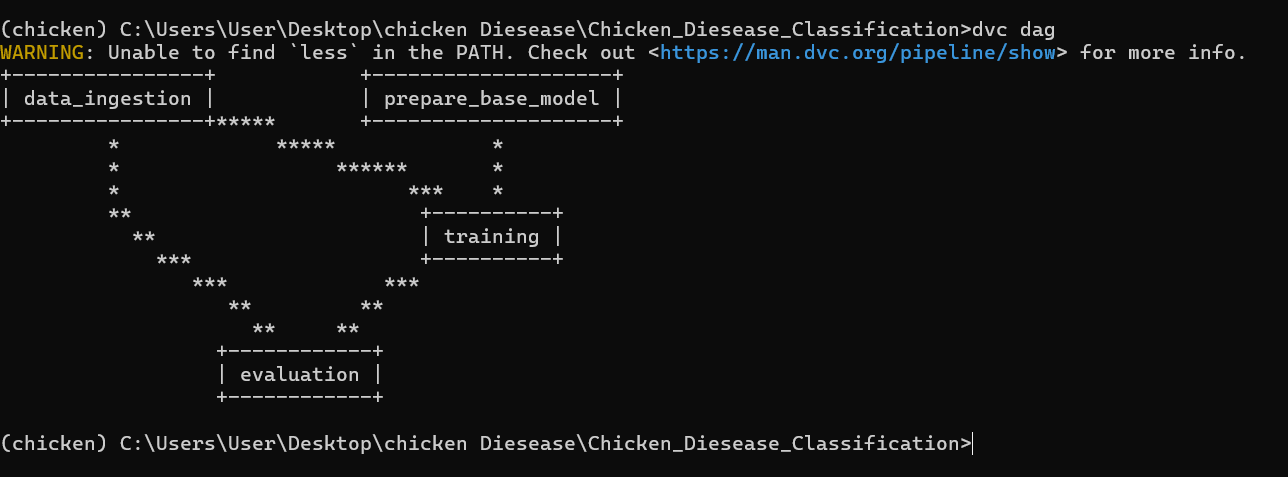 (chicken) C:\Users\User\Desktop\chicken Diesease\Chicken_Diesease_Classification>dvc dag
WARNING: Unable to find `less` in the PATH. Check out <https://man.dvc.org/pipeline/show> for more info.
+----------------+            +--------------------+
| data_ingestion |            | prepare_base_model |
+----------------+*****       +--------------------+
         *             *****             *
         *                  ******       *
         *                        ***    *
         **                        +----------+
           **                      | training |
             ***                   +----------+
                ***             ***
                   **         **
                     **     **
                  +------------+
                  | evaluation |
                  +------------+
(chicken) C:\Users\User\Desktop\chicken Diesease\Chicken_Diesease_Classification>